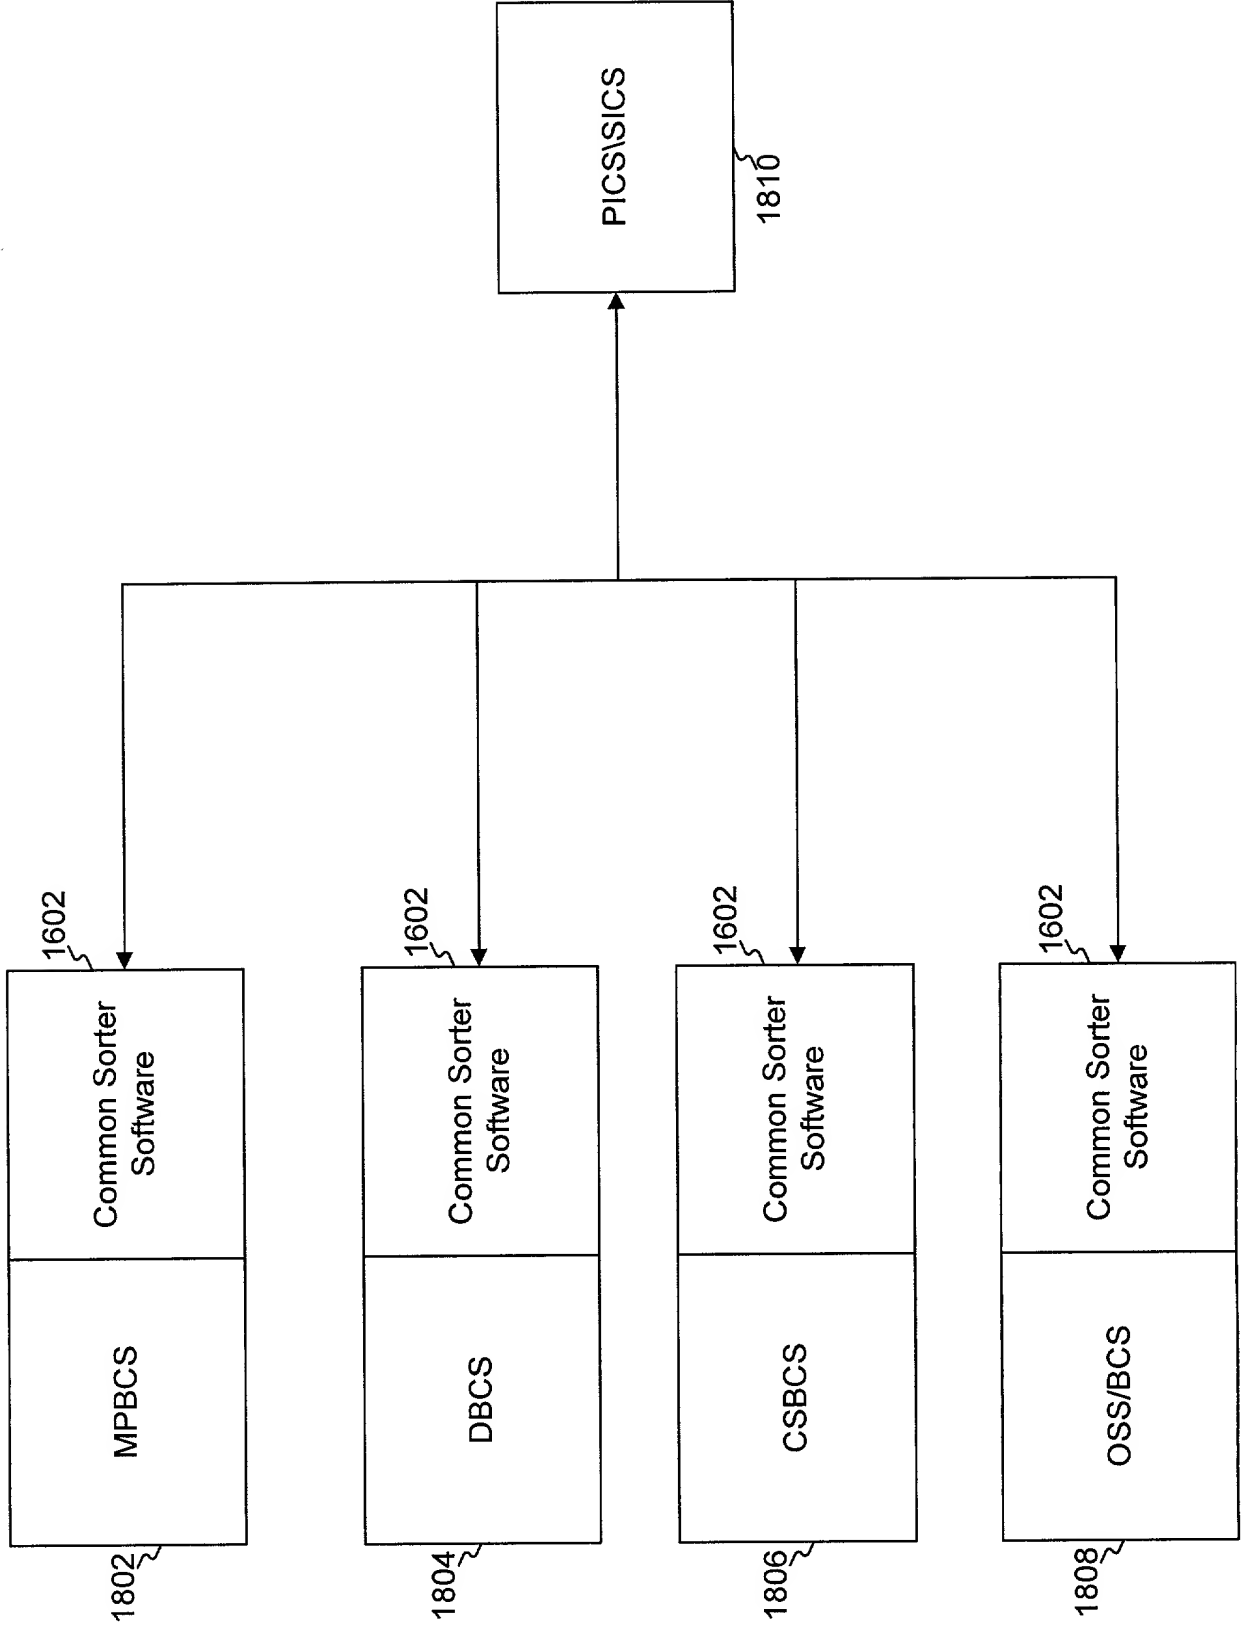 1802
MPBCS
Common Sorter
Software
1602
1804
DBCS
Common Sorter
Software
1602
1806
CSBCS
Common Sorter
Software
1602
1808
OSS/BCS
Common Sorter
Software
1602
PICS\SICS
1810